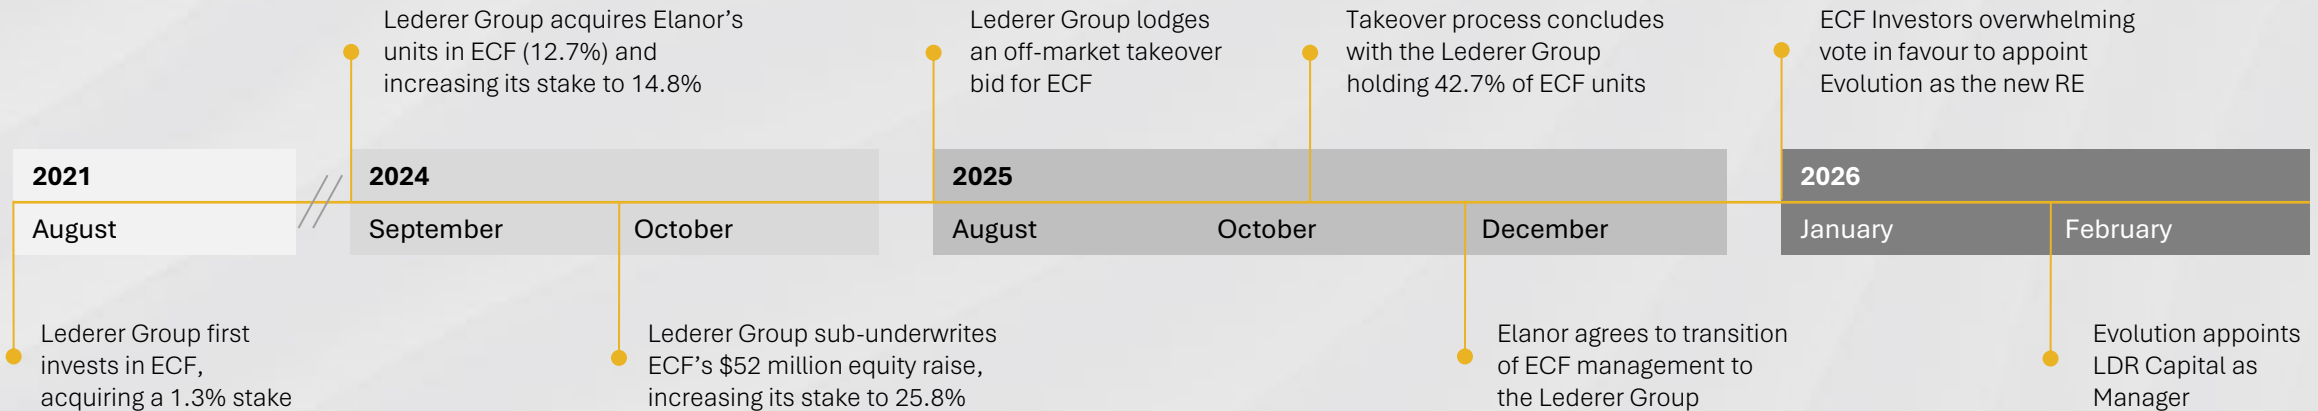 Lederer Group acquires Elanor’s
units in ECF (12.7%) and
increasing its stake to 14.8%
Lederer Group lodges
an off-market takeover
bid for ECF
Takeover process concludes
with the Lederer Group
holding 42.7% of ECF units
ECF Investors overwhelming
vote in favour to appoint
Evolution as the new RE
2021
2024
2025
2026
August
September
October
August
October
December
January
February
Lederer Group first
invests in ECF,
acquiring a 1.3% stake
Lederer Group sub-underwrites
ECF’s $52 million equity raise,
increasing its stake to 25.8%
Elanor agrees to transition
of ECF management to
the Lederer Group
Evolution appoints
LDR Capital as
Manager